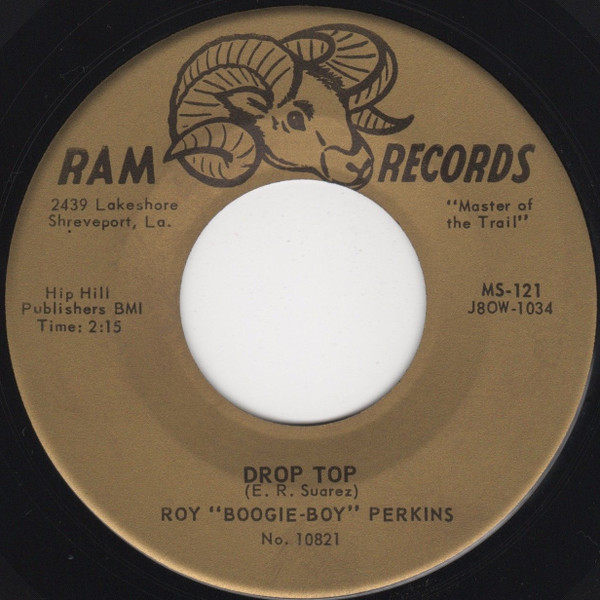 RAM RECORDS
2439 Lakeshore
Shreveport, La.
"Master of
the Trail"
Hip Hill
Publishers BMI
Time: 2:15
MS-121
J8OW-1034
DROP TOP
(E. R. Suarez)
ROY "BOOGIE-BOY" PERKINS
No. 10821